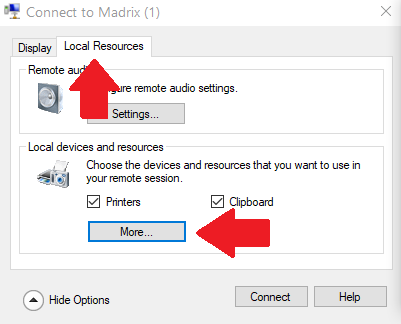 Connect to Madrix (1)
Display
Local Resources
Remote aud
gure remote audio settings.
Settings...
Local devices and resources
Choose the devices and resources that you want to use in
your remote session.
Printers
Clipboard
More...
Hide Options
Connect
Help